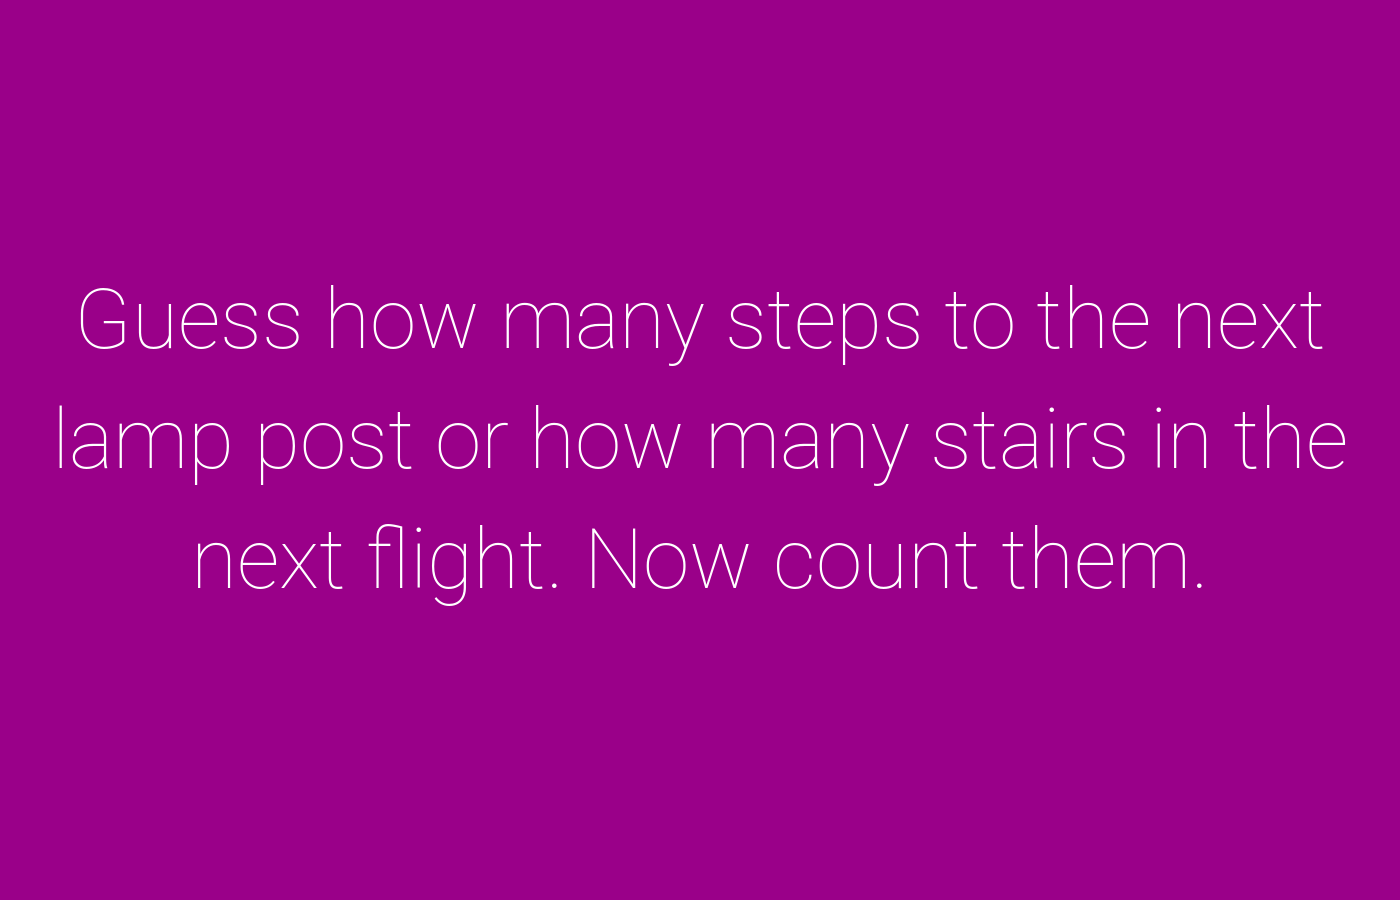 Guess how many steps to the next
lamp post or how many stairs in the
next flight. Now count them.